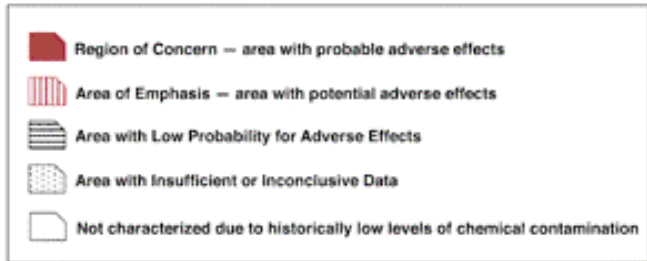 Region of Concern — area with probable adverse effects
Area of Emphasis — area with potential adverse effects
Area with Low Probability for Adverse Effects
Area with Insufficient or Inconclusive Data
Not characterized due to historically low levels of chemical contamination